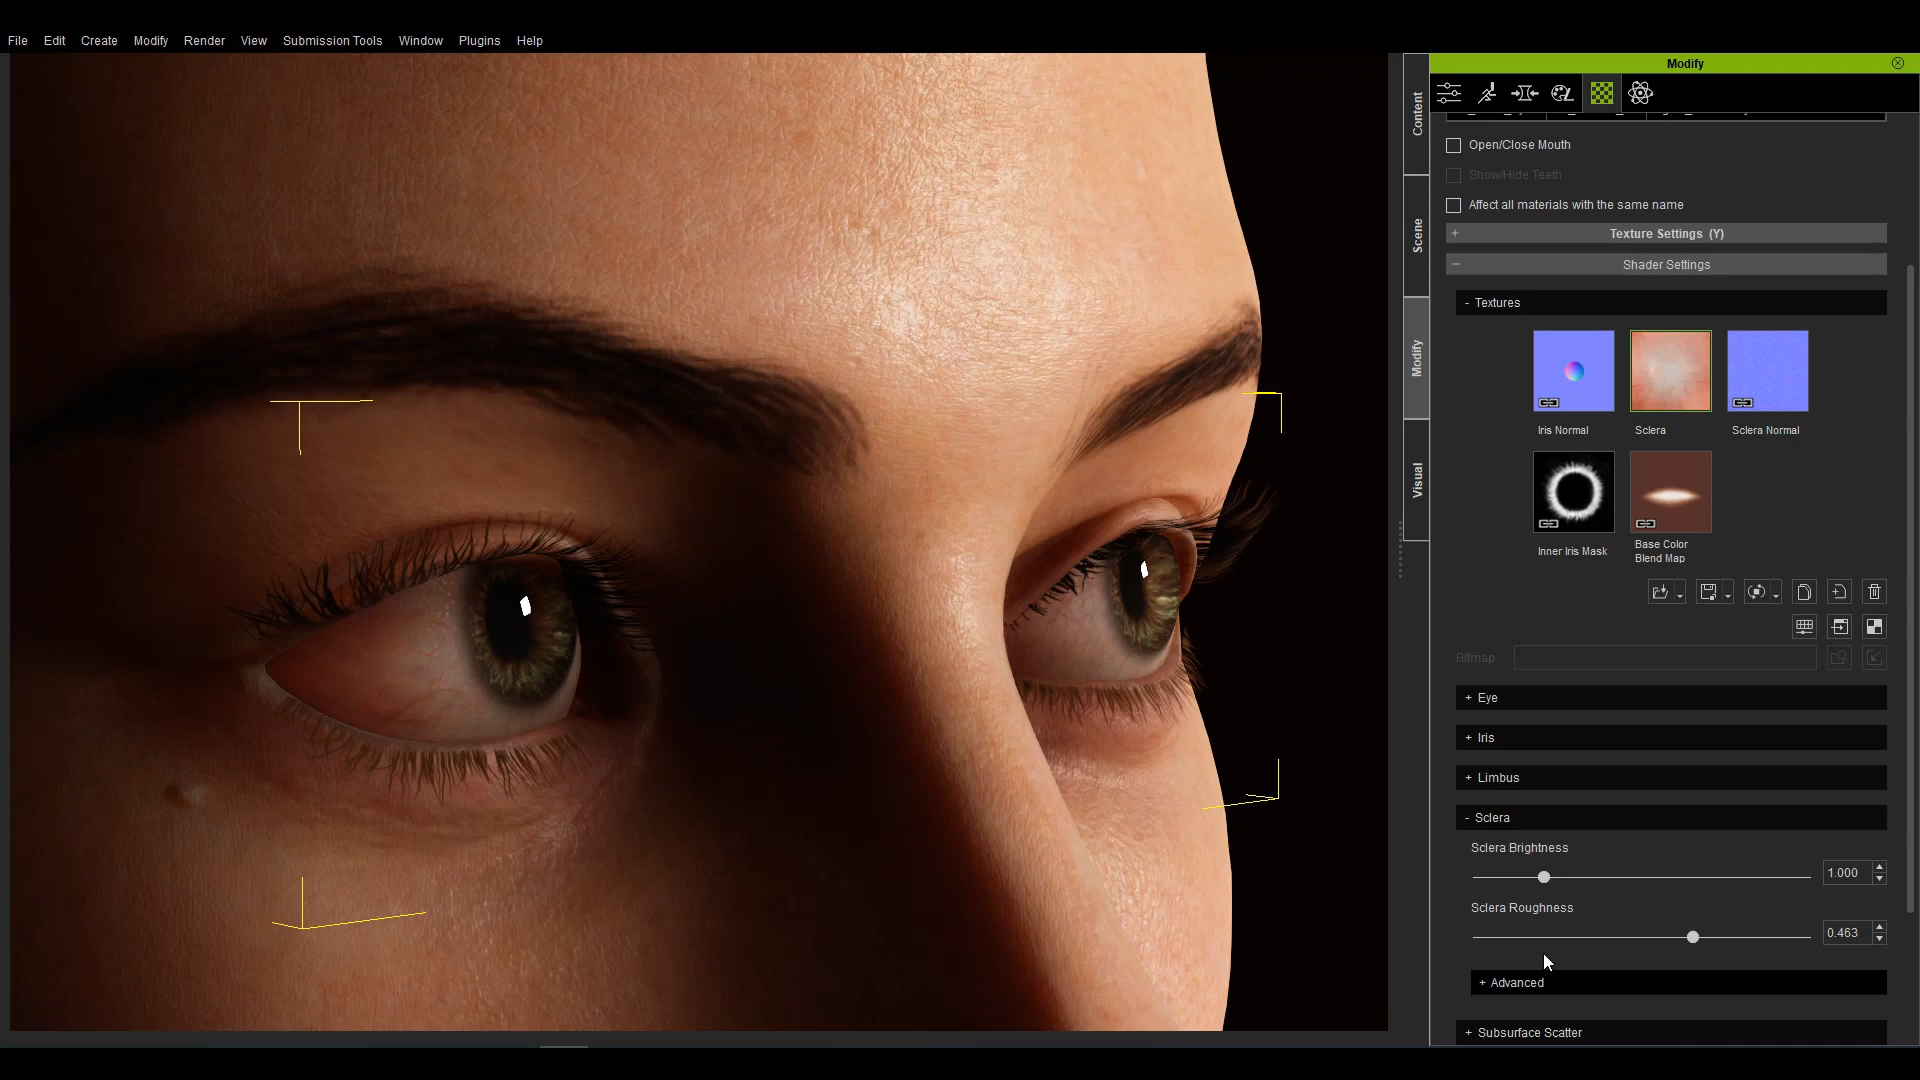 File Edit Create Modify Render View Submission Tools Window Plugins Help
Modify
Content
Scene
Modify
Visual
Open/Close Mouth
Show/Hide Teeth
Affect all materials with the same name
+ Texture Settings (Y)
- Shader Settings
- Textures
Iris Normal Sclera Sclera Normal
Inner Iris Mask Base Color
Blend Map
Bitmap
+ Eye
+ Iris
+ Limbus
- Sclera
Sclera Brightness
1.000
Sclera Roughness
0.463
+ Advanced
+ Subsurface Scatter